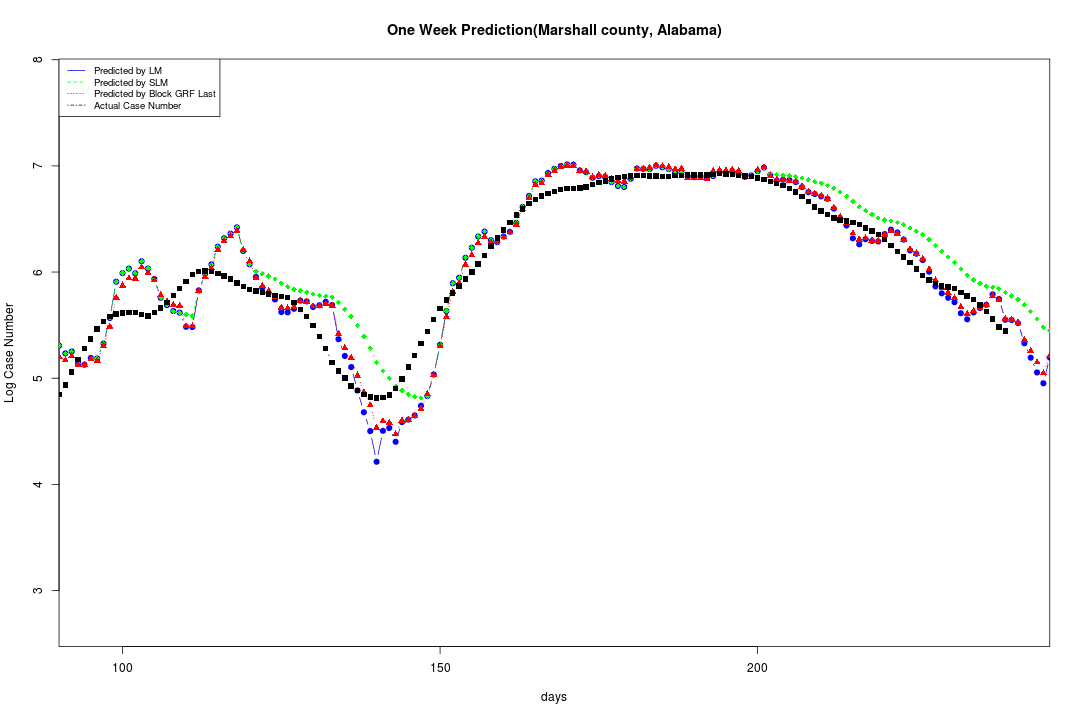 One Week Prediction(Marshall county, Alabama)
Predicted by LM
Predicted by SLM
Predicted by Block GRF Last
Actual Case Number
8
7
6
5
4
3
Log Case Number
100 150 200
days